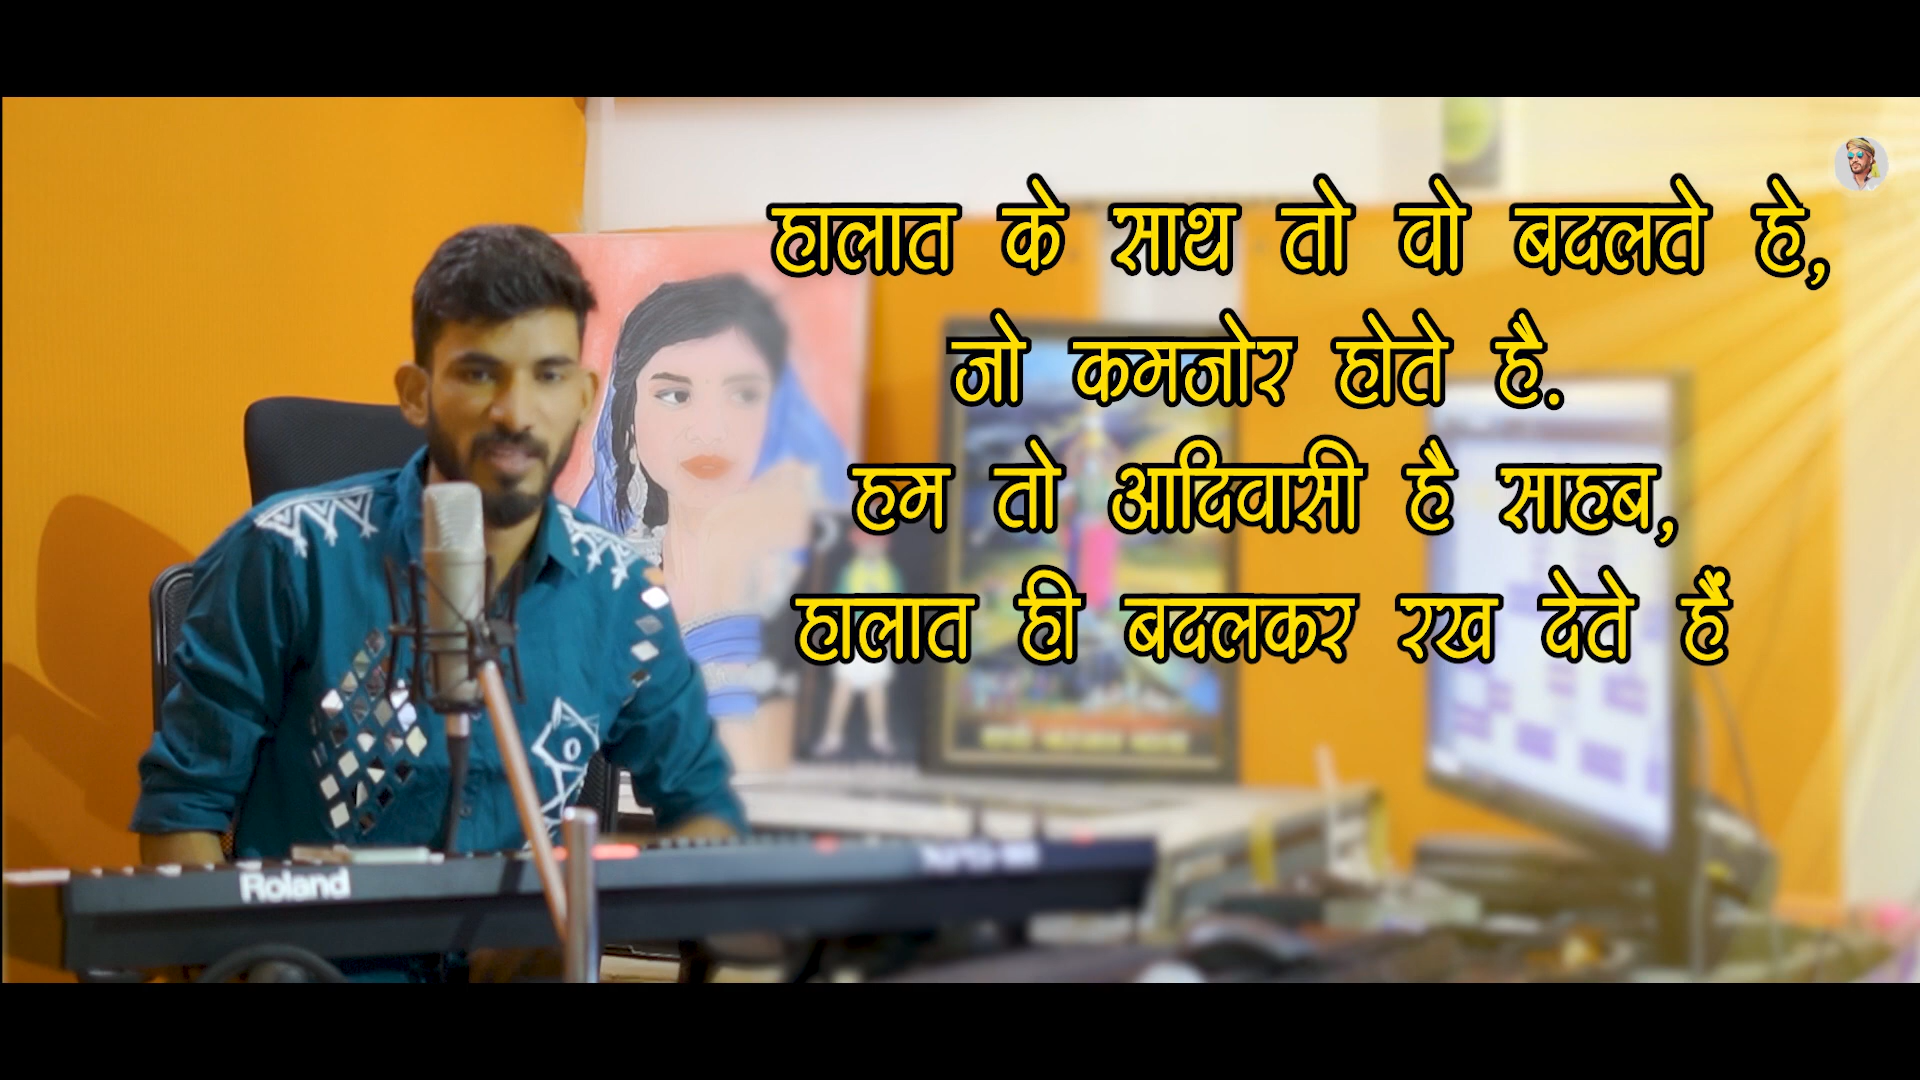 हालात के साथ तो वो बदलते हे,
जो कमजोर होते है.
हम तो आदिवासी है साहब,
हालात ही बदलकर रख देते हैं
Roland